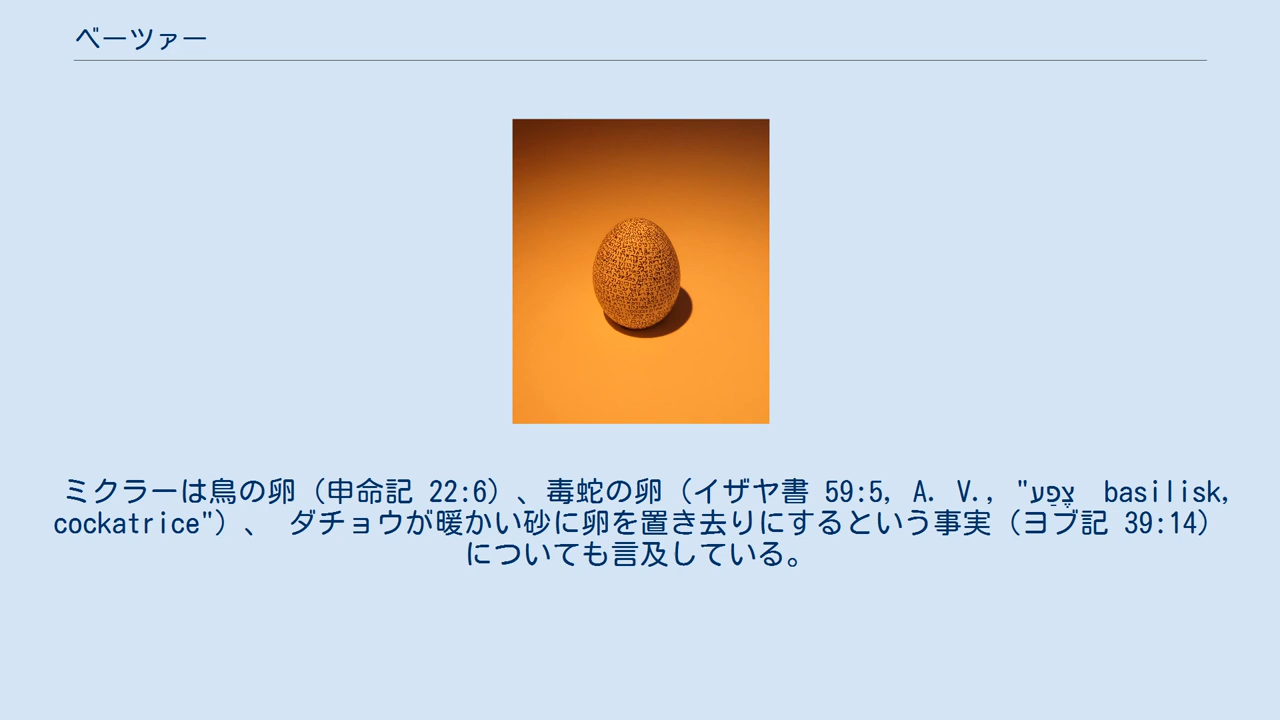 ベーツァー
ミクラーは鳥の卵（申命記 22:6）、毒蛇の卵（イザヤ書 59:5, A. V., "צֶפַע basilisk,
cockatrice"）、 ダチョウが暖かい砂に卵を置き去りにするという事実（ヨブ記 39:14）
についても言及している。